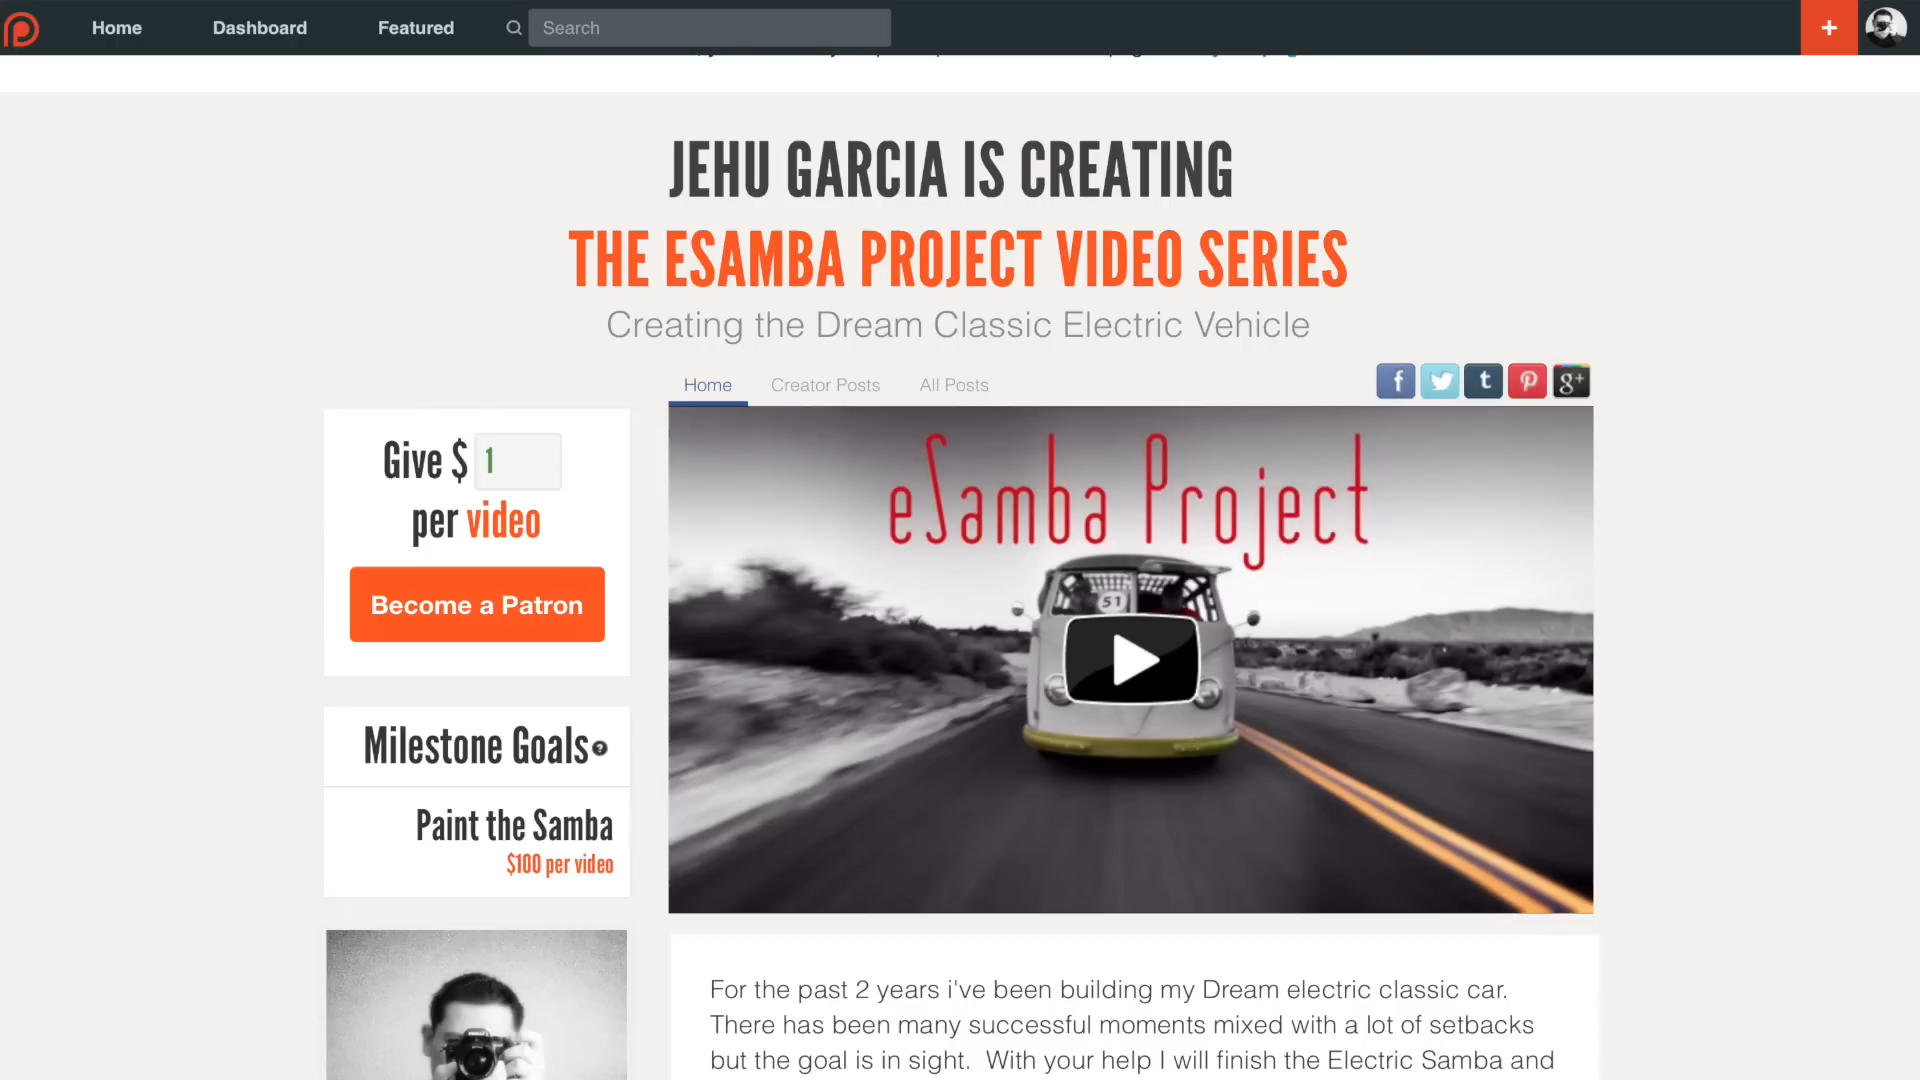 Home Dashboard Featured Search +
JEHU GARCIA IS CREATING
THE ESAMBA PROJECT VIDEO SERIES
Creating the Dream Classic Electric Vehicle
Home Creator Posts All Posts
Give $ 1
per video
Become a Patron
Milestone Goals
Paint the Samba
$100 per video
eSamba Project
51
For the past 2 years i've been building my Dream electric classic car.
There has been many successful moments mixed with a lot of setbacks
but the goal is in sight. With your help I will finish the Electric Samba and